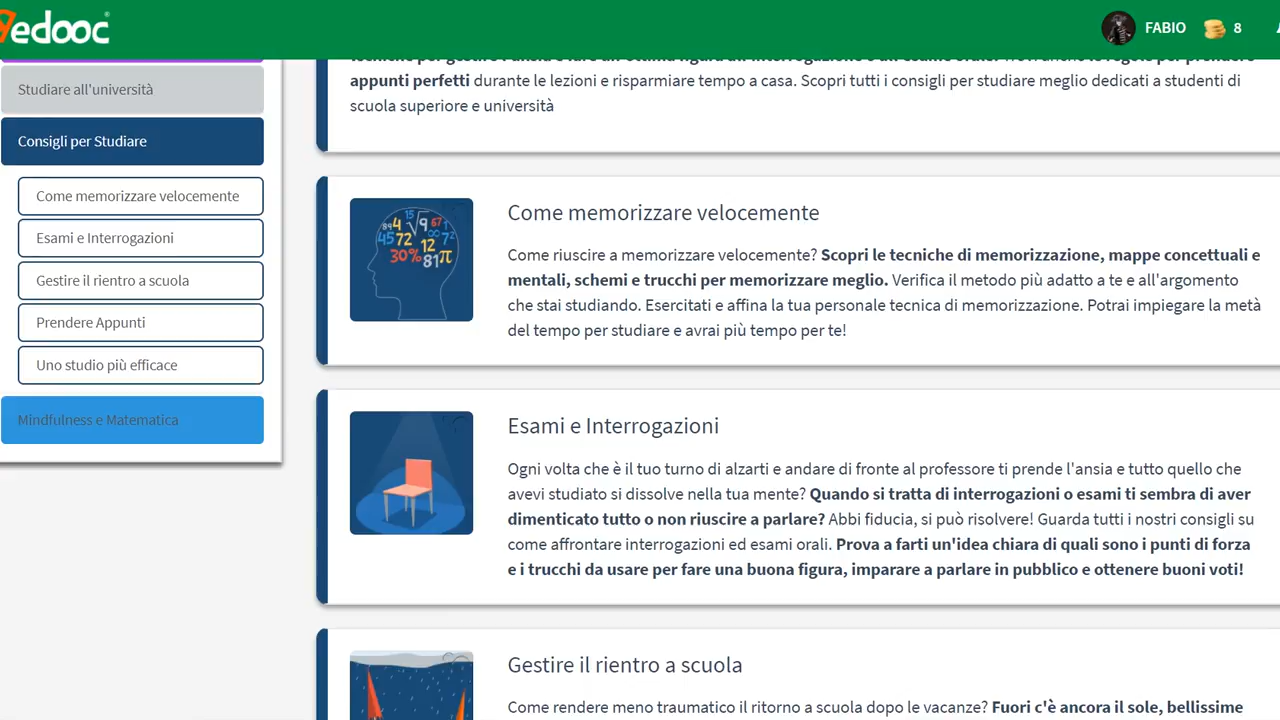 edooc
FABIO
8
Studiare all'università
Consigli per Studiare
Come memorizzare velocemente
Esami e Interrogazioni
Gestire il rientro a scuola
Prendere Appunti
Uno studio più efficace
Mindfulness e Matematica
appunti perfetti durante le lezioni e risparmiare tempo a casa. Scopri tutti i consigli per studiare meglio dedicati a studenti di
scuola superiore e università
Come memorizzare velocemente
Come riuscire a memorizzare velocemente? Scopri le tecniche di memorizzazione, mappe concettuali e
mentali, schemi e trucchi per memorizzare meglio. Verifica il metodo più adatto a te e all'argomento
che stai studiando. Esercitati e affina la tua personale tecnica di memorizzazione. Potrai impiegare la metà
del tempo per studiare e avrai più tempo per te!
Esami e Interrogazioni
Ogni volta che è il tuo turno di alzarti e andare di fronte al professore ti prende l'ansia e tutto quello che
avevi studiato si dissolve nella tua mente? Quando si tratta di interrogazioni o esami ti sembra di aver
dimenticato tutto o non riuscire a parlare? Abbi fiducia, si può risolvere! Guarda tutti i nostri consigli su
come affrontare interrogazioni ed esami orali. Prova a farti un'idea chiara di quali sono i punti di forza
e i trucchi da usare per fare una buona figura, imparare a parlare in pubblico e ottenere buoni voti!
Gestire il rientro a scuola
Come rendere meno traumatico il ritorno a scuola dopo le vacanze? Fuori c'è ancora il sole, bellissime